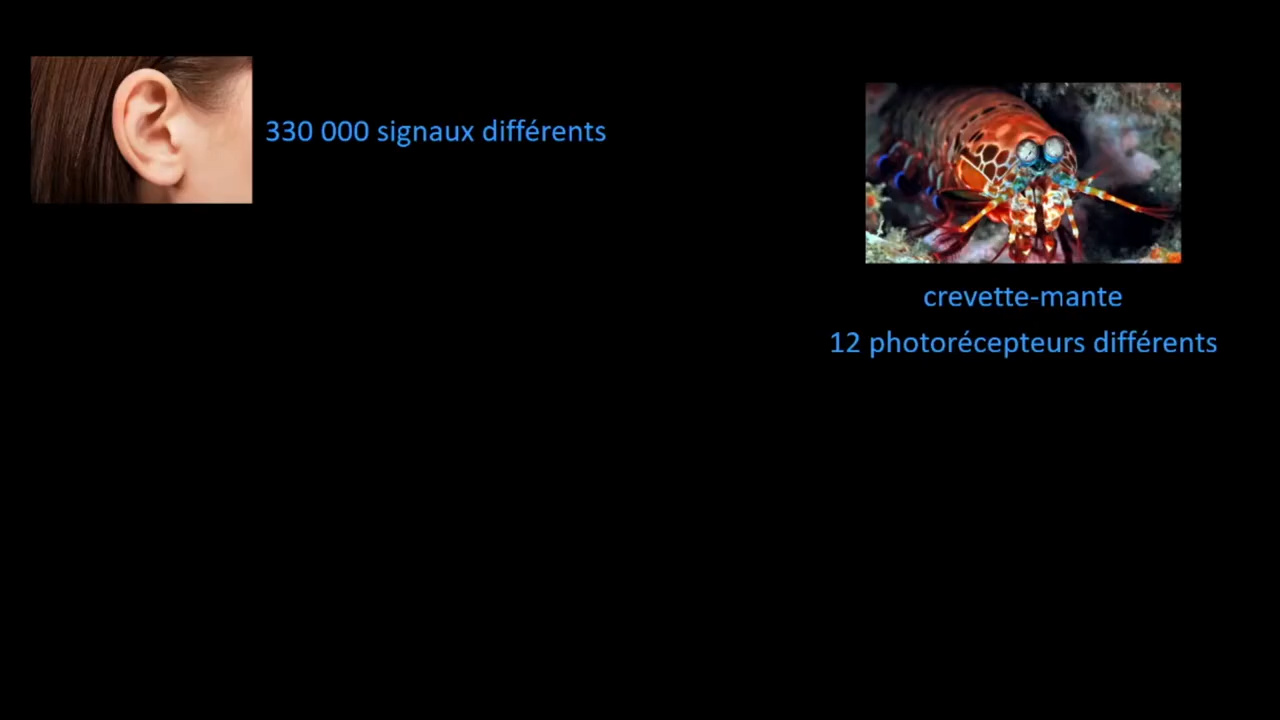 330 000 signaux différents
crevette-mante
12 photorécepteurs différents